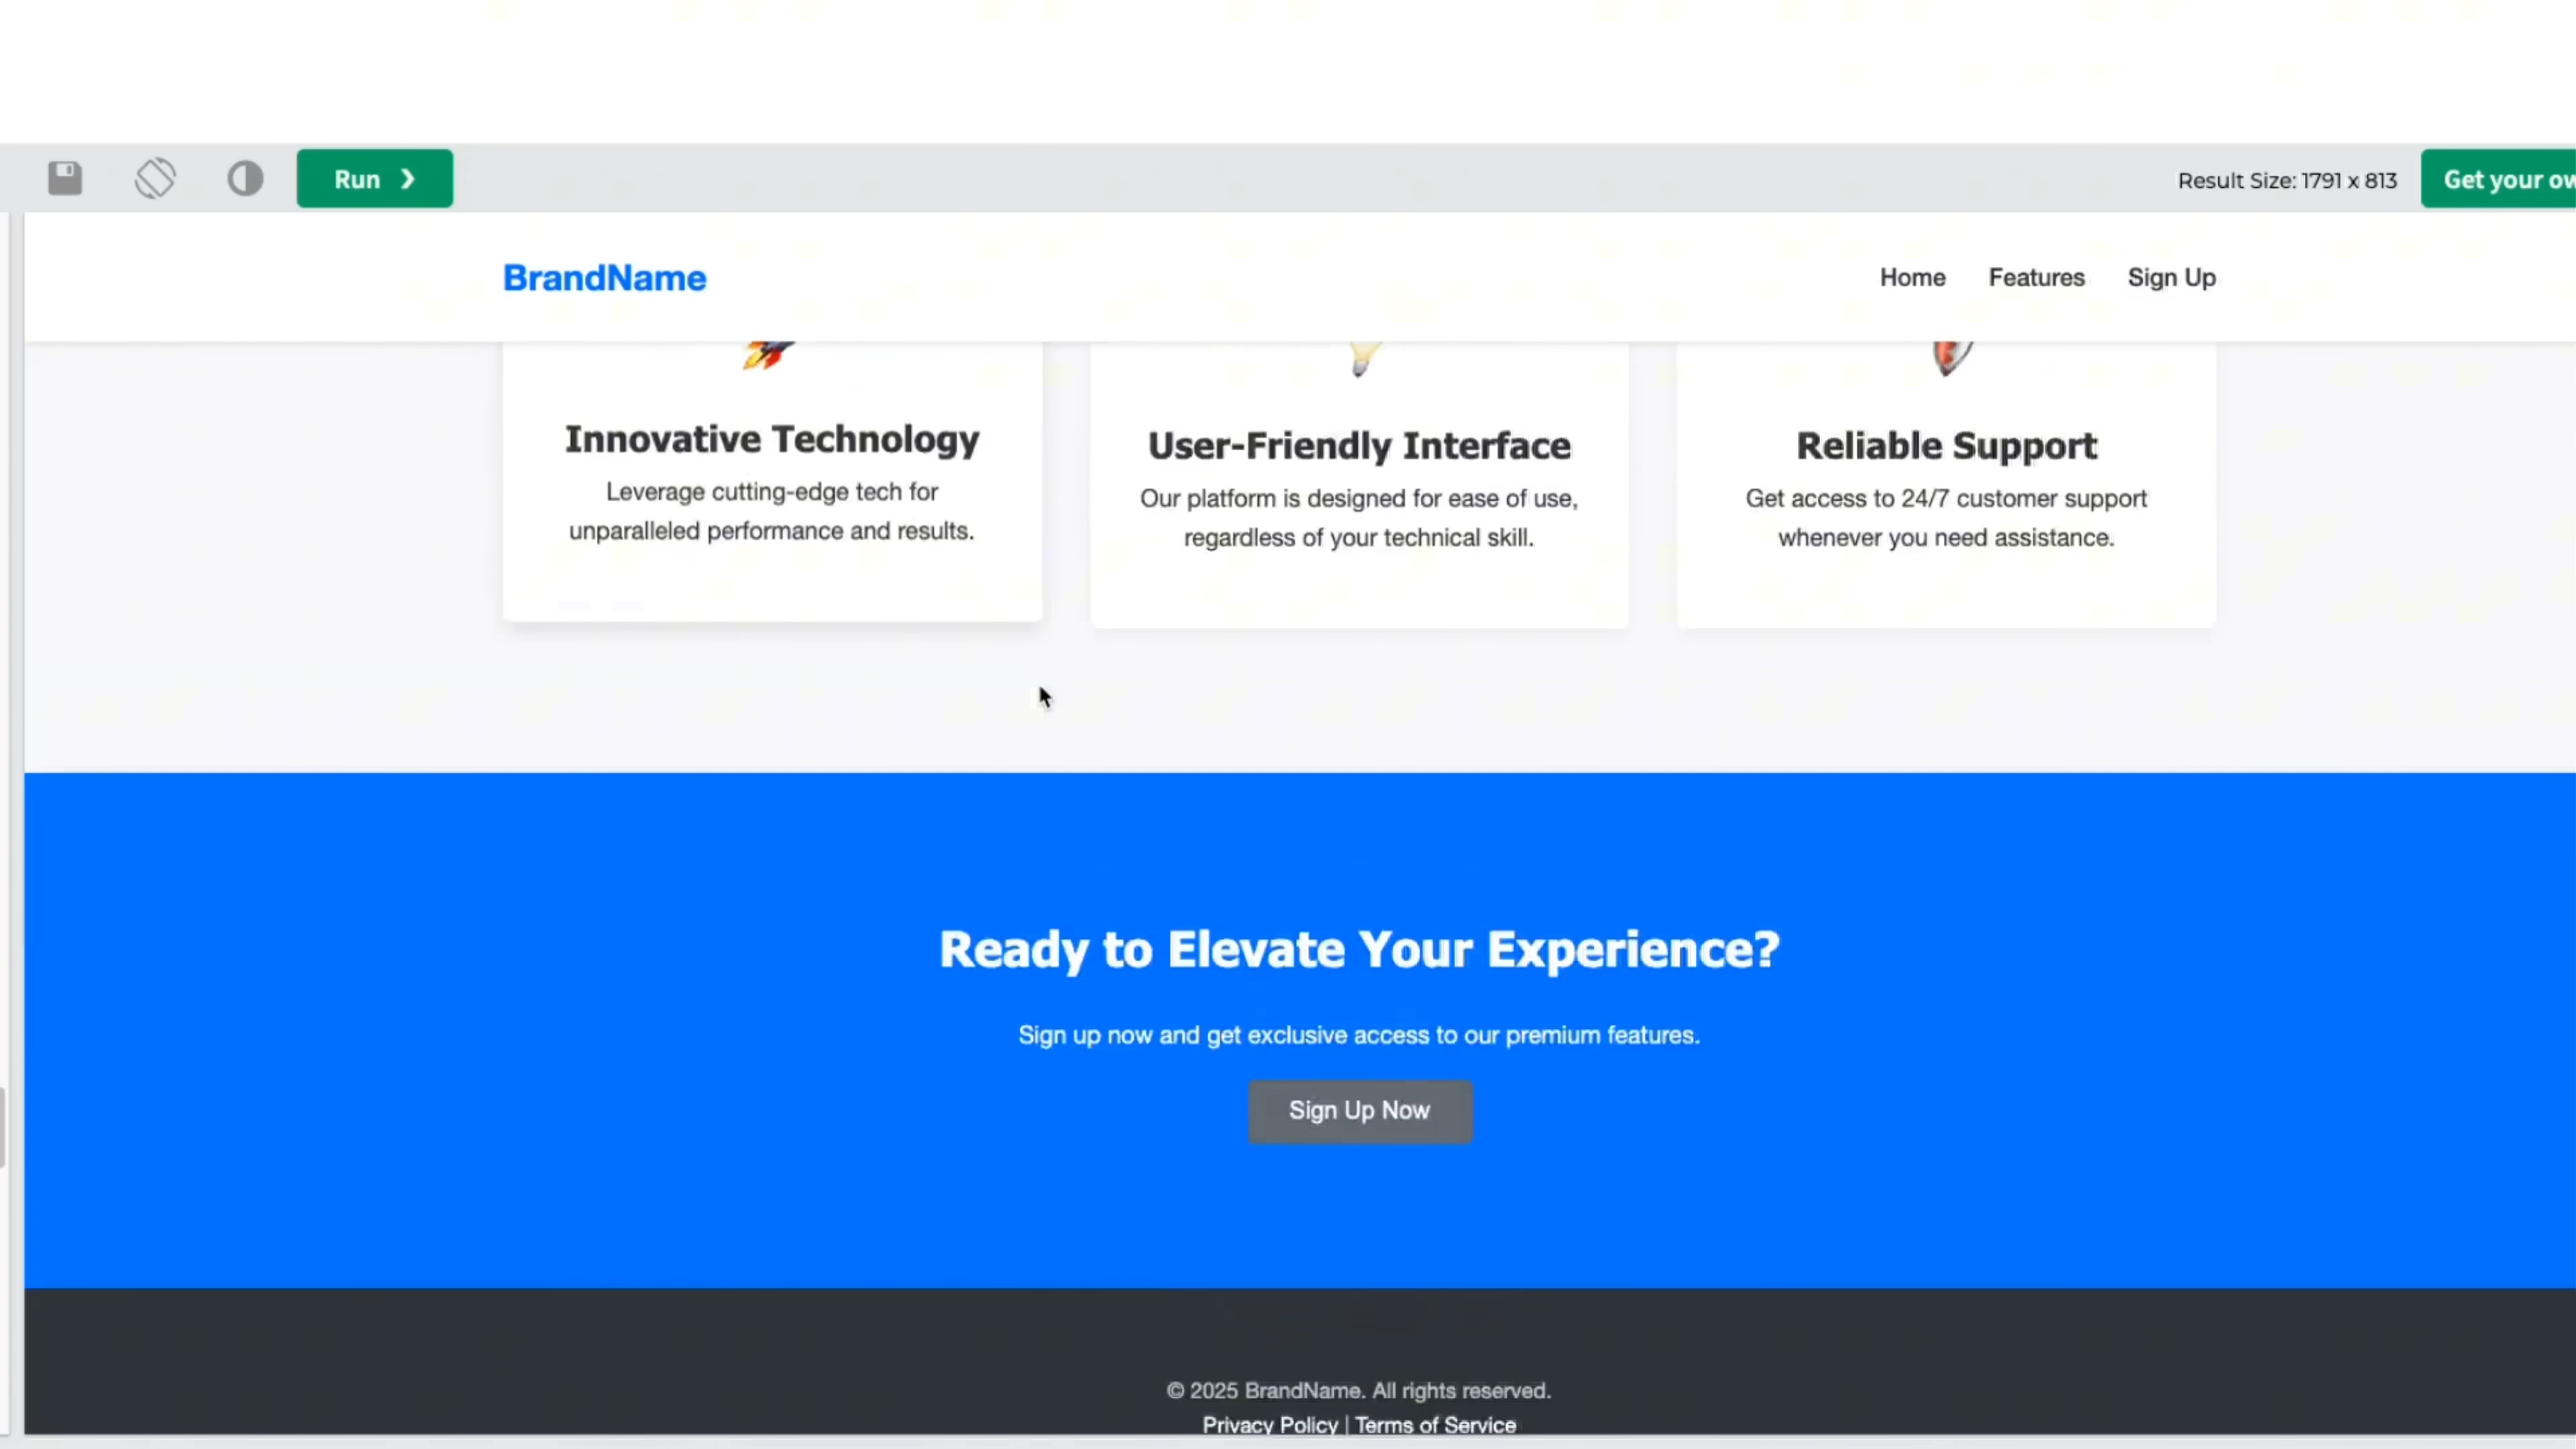 Run ❯
Result Size: 1791 x 813
Get your ow
BrandName
Home Features Sign Up
Innovative Technology
Leverage cutting-edge tech for
unparalleled performance and results.
User-Friendly Interface
Our platform is designed for ease of use,
regardless of your technical skill.
Reliable Support
Get access to 24/7 customer support
whenever you need assistance.
Ready to Elevate Your Experience?
Sign up now and get exclusive access to our premium features.
Sign Up Now
© 2025 BrandName. All rights reserved.
Privacy Policy | Terms of Service